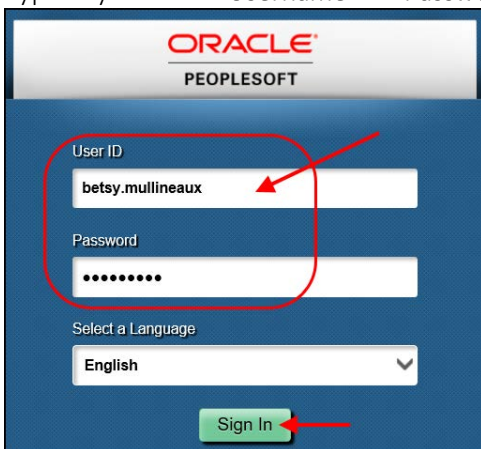 ORACLE
PEOPLESOFT
User ID
betsy.mullineaux
Password
•••••••••
Select a Language
English
Sign In